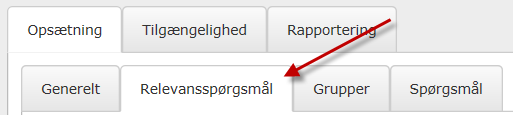 Opsætning Tilgængelighed Rapportering
Generelt Relevansspørgsmål Grupper Spørgsmål